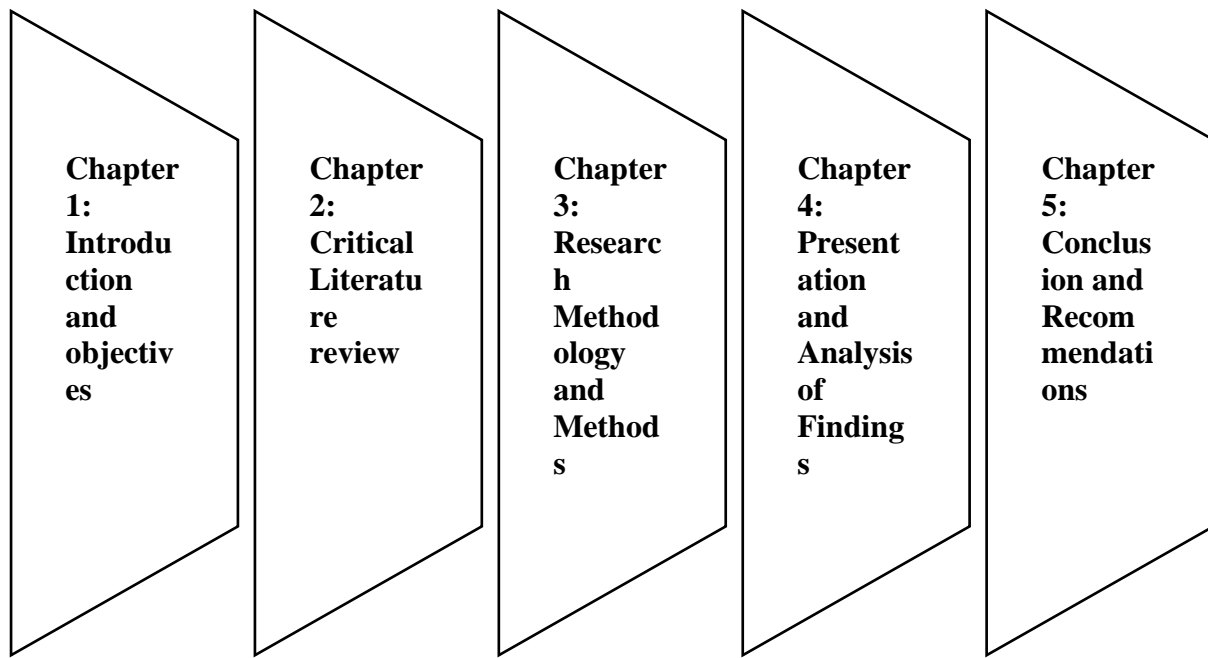 Chapter
1:
Introdu
ction
and
objectiv
es
Chapter
2:
Critical
Literatu
re
review
Chapter
3:
Researc
h
Method
ology
and
Method
s
Chapter
4:
Present
ation
and
Analysis
of
Finding
s
Chapter
5:
Conclus
ion and
Recom
mendati
ons